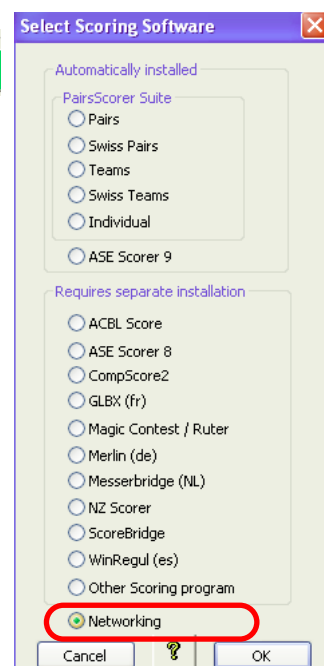 Select Scoring Software
Automatically installed
PairsScorer Suite
Pairs
Swiss Pairs
Teams
Swiss Teams
Individual
ASE Scorer 9
Requires separate installation
ACBL Score
ASE Scorer 8
CompScore2
GLBX (fr)
Magic Contest / Ruter
Merlin (de)
Messerbridge (NL)
NZ Scorer
ScoreBridge
WinRegul (es)
Other Scoring program
Networking
Cancel ? OK